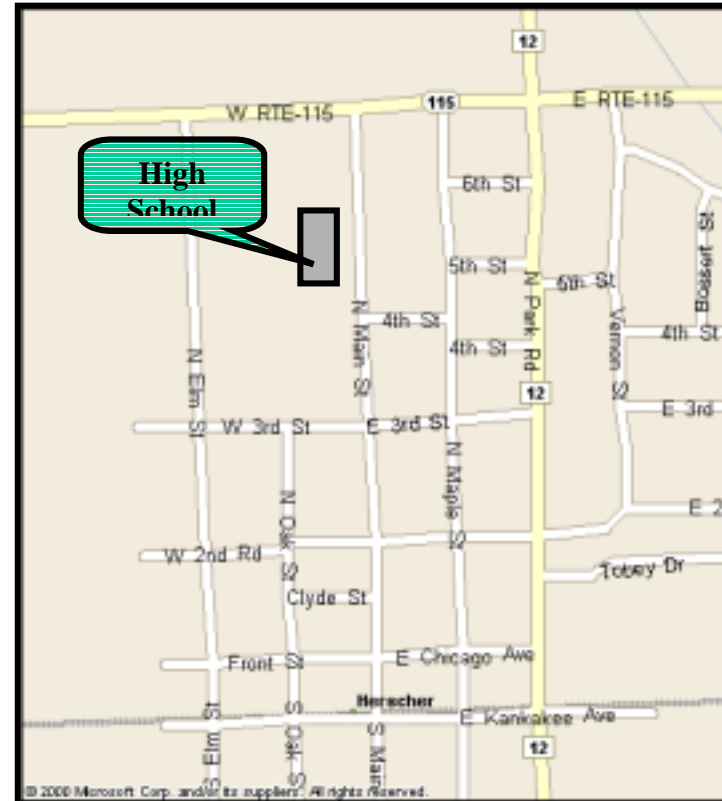 12
115
W RTE-115
E RTE-115
High
School
6th St
5th St
5th St
N Park Rd
Bossert St
N Main St
4th St
Vernon St
4th St
4th St
N Elm St
12
E 3rd
W 3rd St
E 3rd St
N Maple St
N Oak St
E 2
W 2nd Rd
Tobey Dr
Clyde St
Front St
E Chicago Ave
Herscher
S Elm St
S Oak S
S Mai
E Kankakee Ave
12
© 2000 Microsoft Corp. and/or its suppliers. All rights reserved.